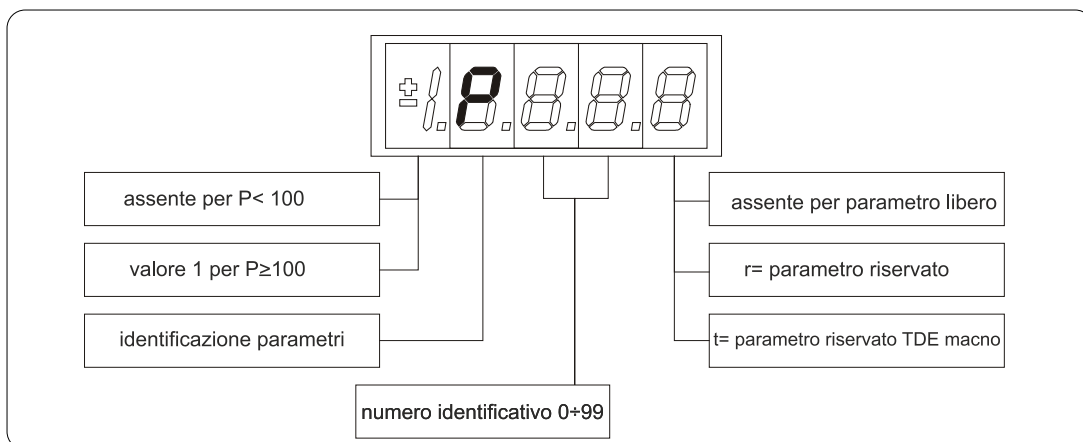 ±1.P.8.8.8
assente per P< 100
valore 1 per P≥100
identificazione parametri
numero identificativo 0÷99
assente per parametro libero
r= parametro riservato
t= parametro riservato TDE macno